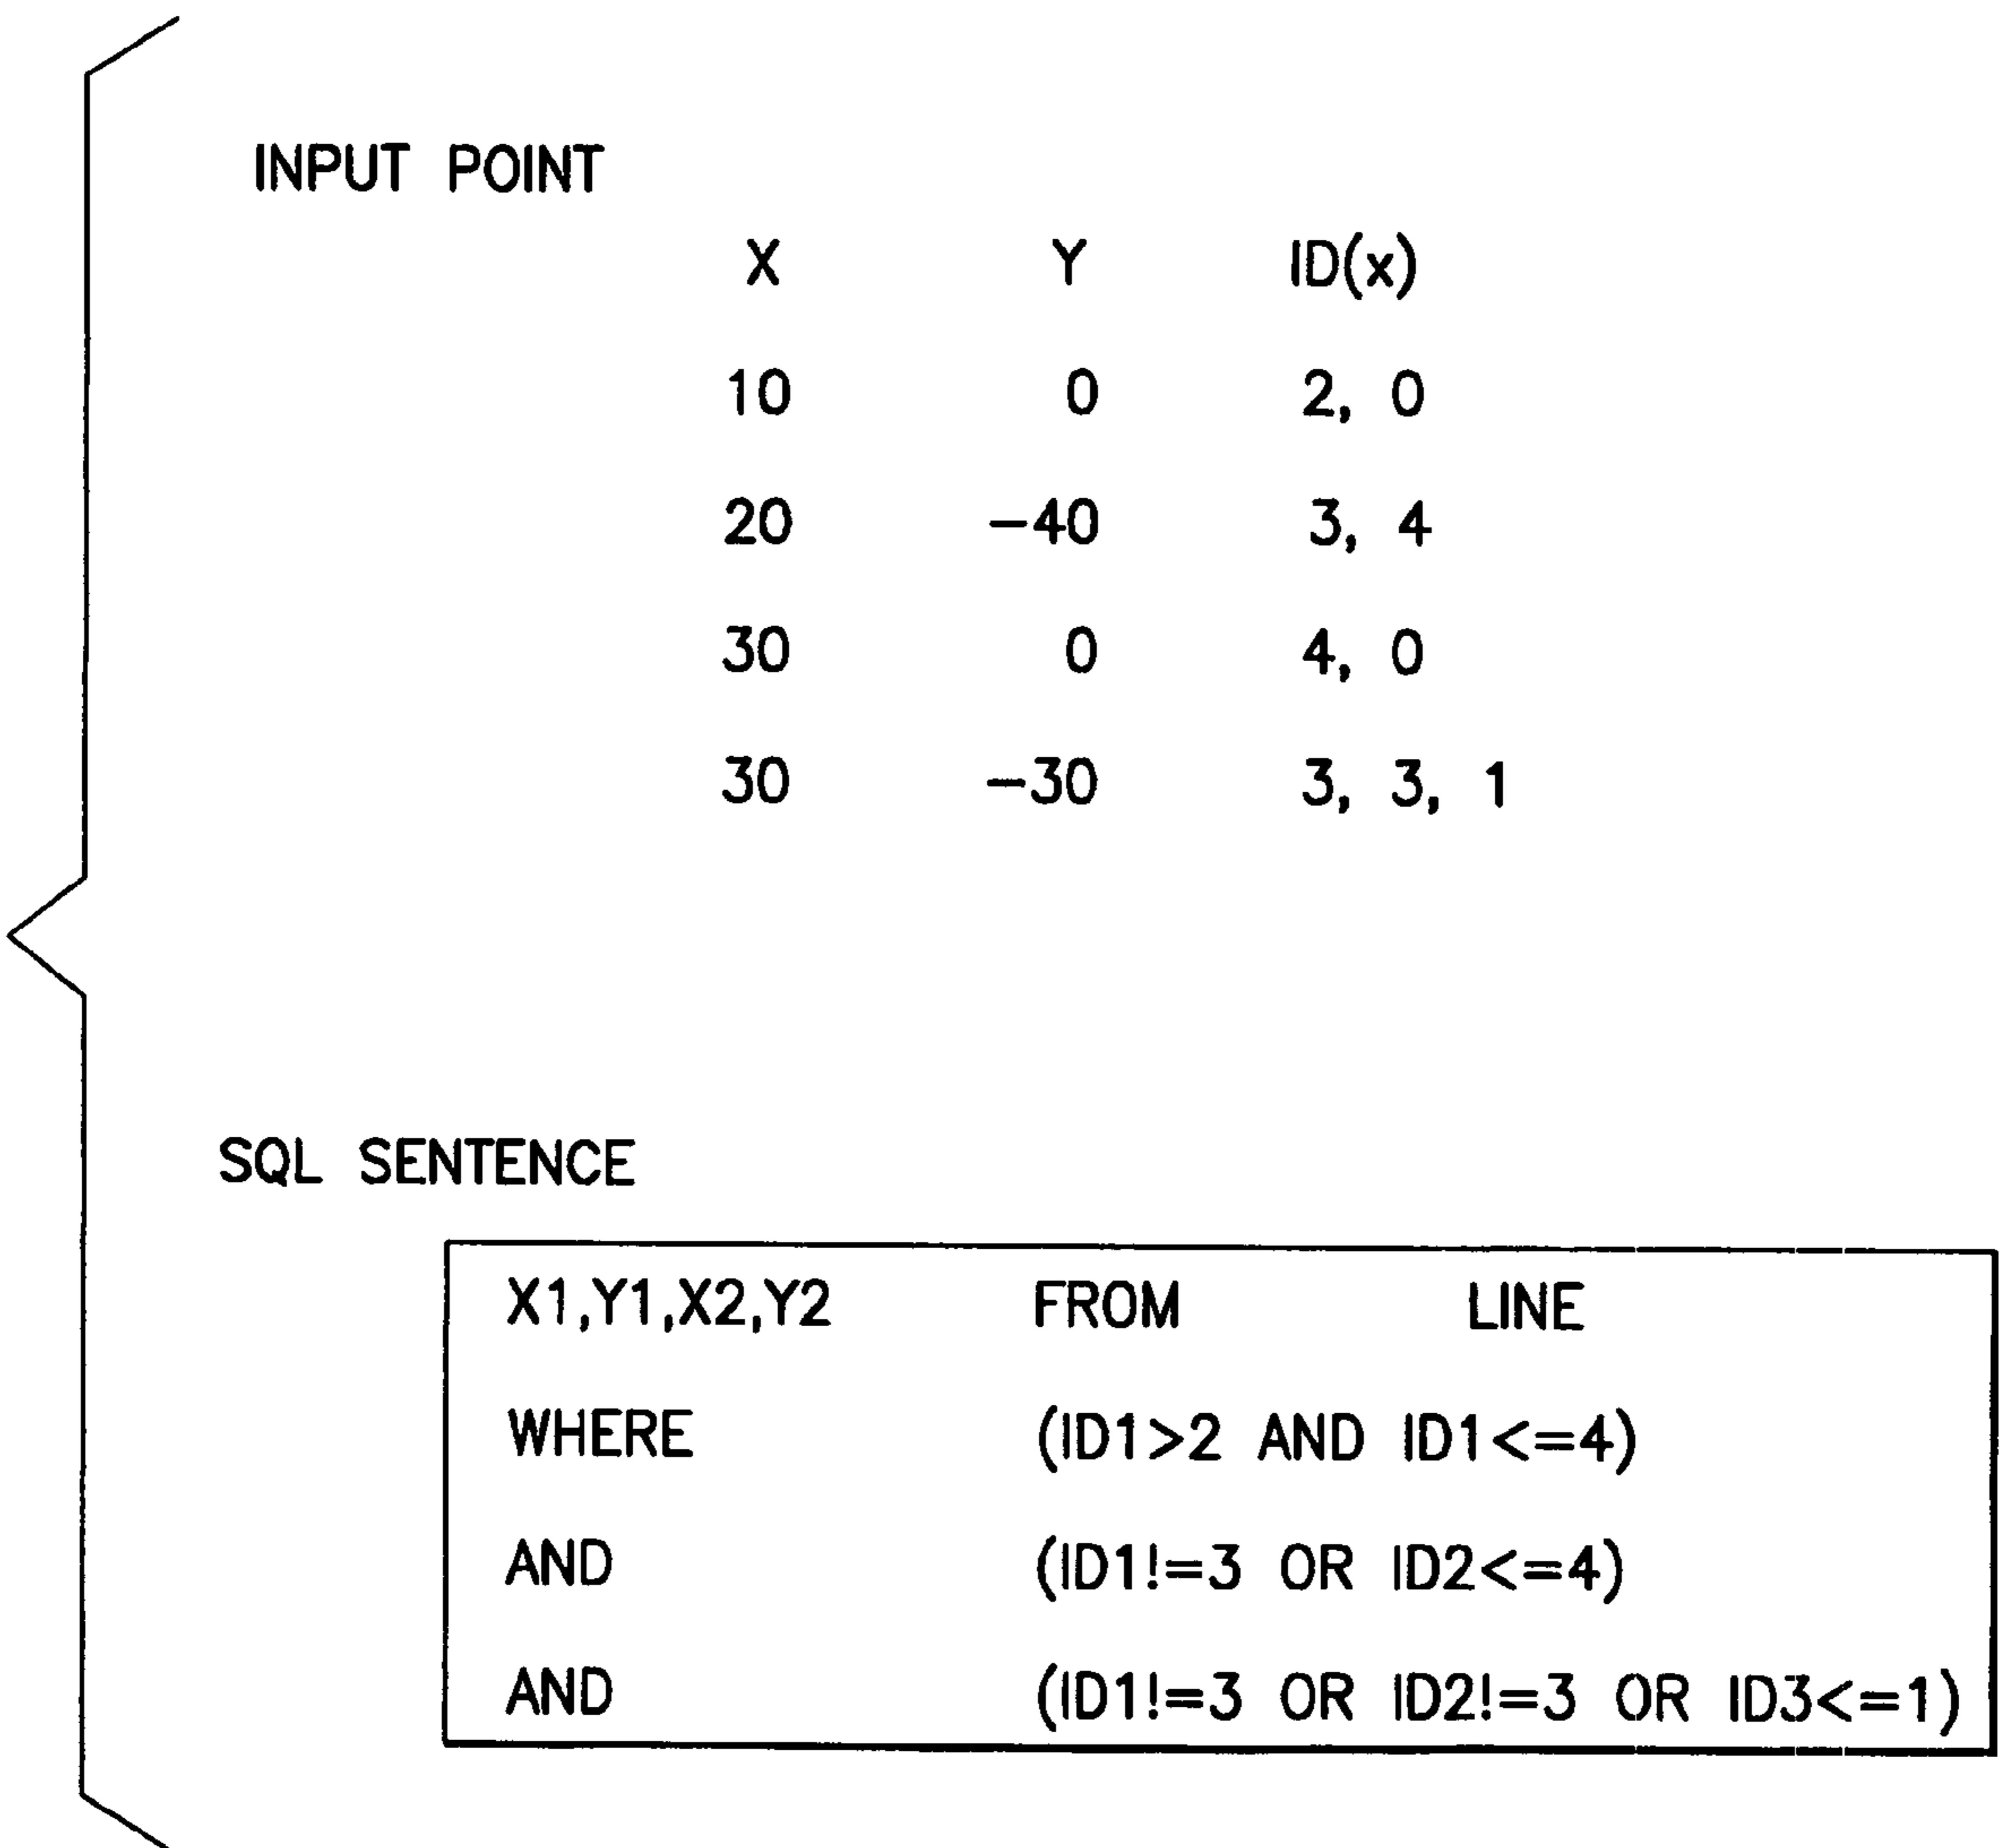 INPUT POINT
X Y ID(x)
10 0 2, 0
20 −40 3, 4
30 0 4, 0
30 −30 3, 3, 1
SQL SENTENCE
X1,Y1,X2,Y2 FROM LINE
WHERE (ID1>2 AND ID1<=4)
AND (ID1!=3 OR ID2<=4)
AND (ID1!=3 OR ID2!=3 OR ID3<=1)